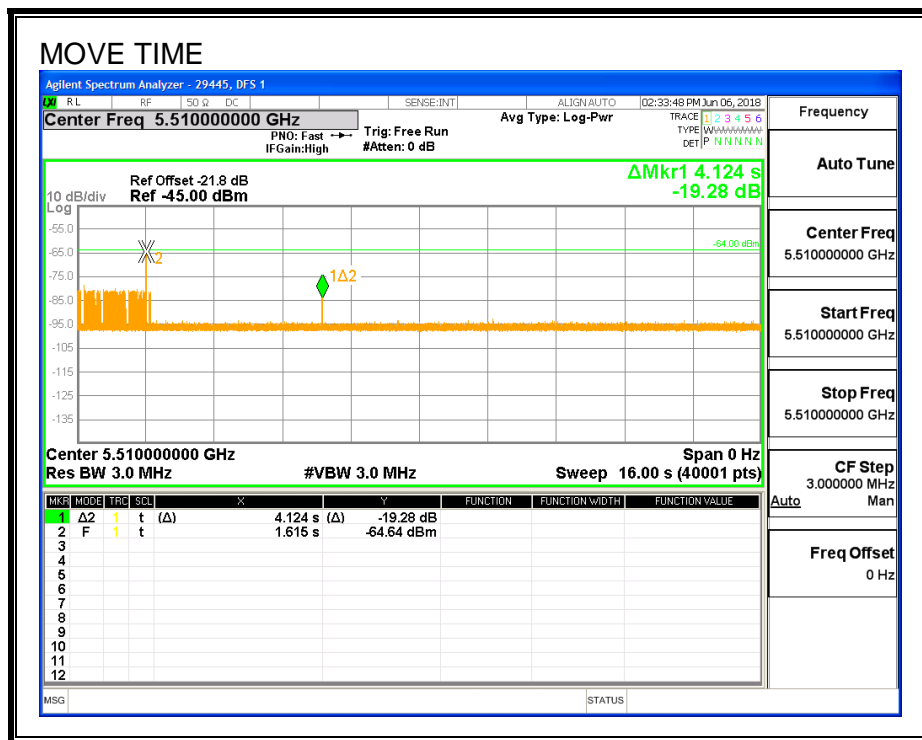 MOVE TIME
Agilent Spectrum Analyzer - 29445, DFS 1
LXI RL RF 50 Ω DC SENSE:INT ALIGN AUTO 02:33:48 PM Jun 06, 2018
Center Freq 5.510000000 GHz Avg Type: Log-Pwr TRACE 1 2 3 4 5 6
PNO: Fast Trig: Free Run TYPE WWWWWW
IFGain:High #Atten: 0 dB DET P N N N N N
Frequency
Auto Tune
Center Freq
5.510000000 GHz
Start Freq
5.510000000 GHz
Stop Freq
5.510000000 GHz
CF Step
3.000000 MHz
Auto Man
Freq Offset
0 Hz
ΔMkr1 4.124 s
-19.28 dB
Ref Offset -21.8 dB
10 dB/div Ref -45.00 dBm
Log
-55.0
-64.00 dBm
-65.0
2
-75.0
1Δ2
-85.0
-95.0
-105
-115
-125
-135
Center 5.510000000 GHz Span 0 Hz
Res BW 3.0 MHz #VBW 3.0 MHz Sweep 16.00 s (40001 pts)
MKR MODE TRC SCL X Y FUNCTION FUNCTION WIDTH FUNCTION VALUE
1 Δ2 1 t (Δ) 4.124 s (Δ) -19.28 dB
2 F 1 t 1.615 s -64.64 dBm
3
4
5
6
7
8
9
10
11
12
MSG STATUS